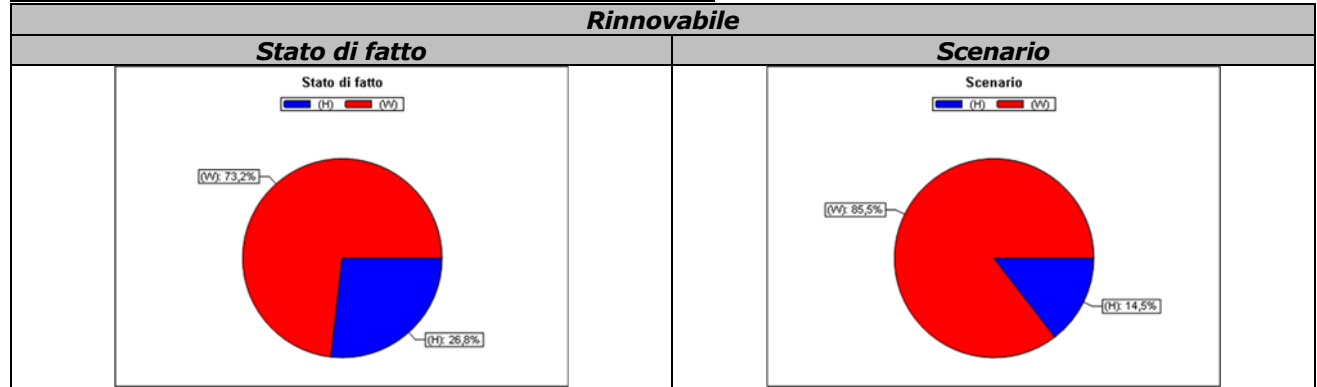 Rinnovabile
Stato di fatto Scenario
Stato di fatto
(H) (W)
(W): 73,2%
(H): 26,8%
Scenario
(H) (W)
(W): 85,5%
(H): 14,5%